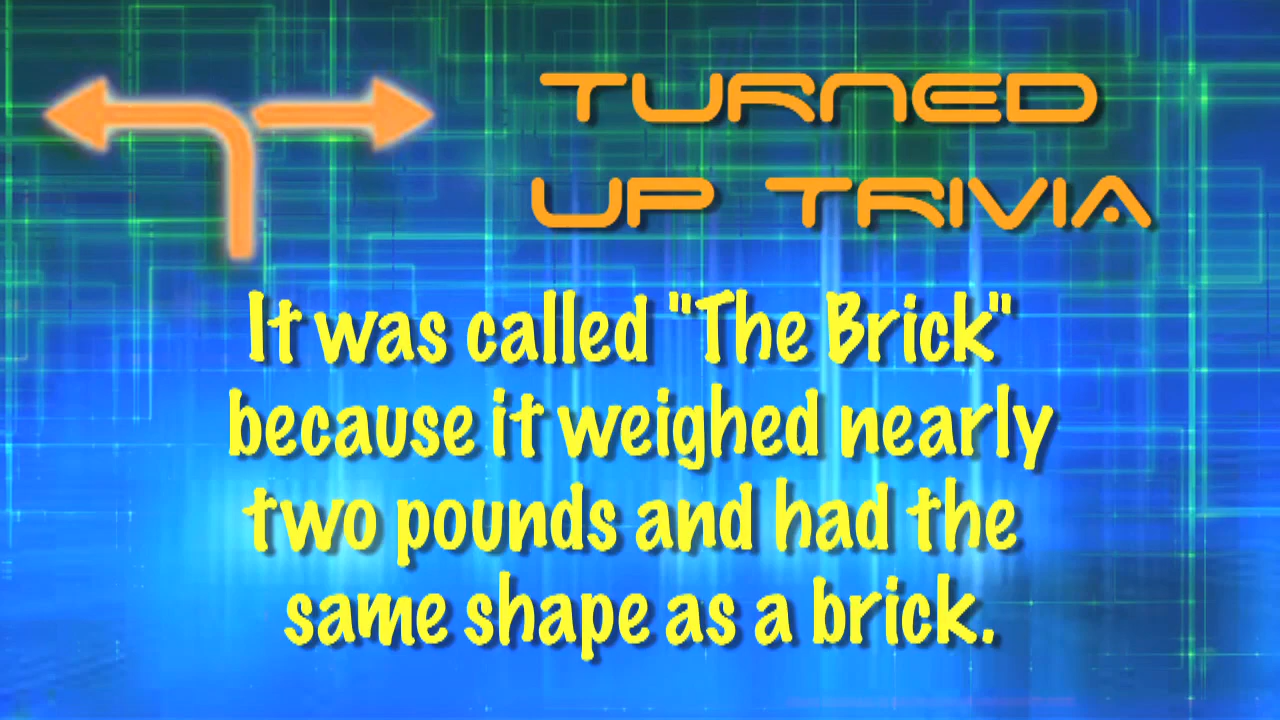 TURNED
UP TRIVIA
It was called "The Brick"
because it weighed nearly
two pounds and had the
same shape as a brick.